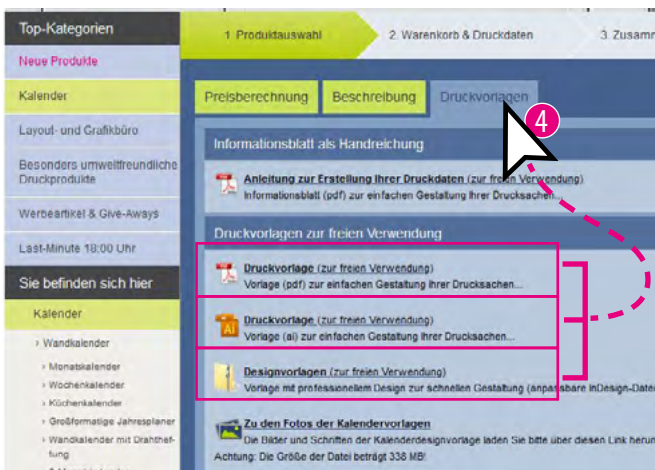 Top-Kategorien
Neue Produkte
Kalender
Layout- und Grafikbüro
Besonders umweltfreundliche
Druckprodukte
Werbeartikel & Give-Aways
Last-Minute 18:00 Uhr
Sie befinden sich hier
Kalender
› Wandkalender
› Monatskalender
› Wochenkalender
› Küchenkalender
› Großformatige Jahresplaner
› Wandkalender mit Drahthef-
tung
1. Produktauswahl
2. Warenkorb & Druckdaten
3. Zusamm
Preisberechnung
Beschreibung
Druckvorlagen
4
Informationsblatt als Handreichung
Anleitung zur Erstellung Ihrer Druckdaten (zur freien Verwendung)
Informationsblatt (pdf) zur einfachen Gestaltung Ihrer Drucksachen...
Druckvorlagen zur freien Verwendung
Druckvorlage (zur freien Verwendung)
Vorlage (pdf) zur einfachen Gestaltung Ihrer Drucksachen...
Ai
Druckvorlage (zur freien Verwendung)
Vorlage (ai) zur einfachen Gestaltung Ihrer Drucksachen...
Designvorlagen (zur freien Verwendung)
Vorlage mit professionellem Design zur schnellen Gestaltung (anpassbare InDesign-Date
Zu den Fotos der Kalendervorlagen
Die Bilder und Schriften der Kalenderdesignvorlage laden Sie bitte über diesen Link herun
Achtung: Die Größe der Datei beträgt 338 MB!